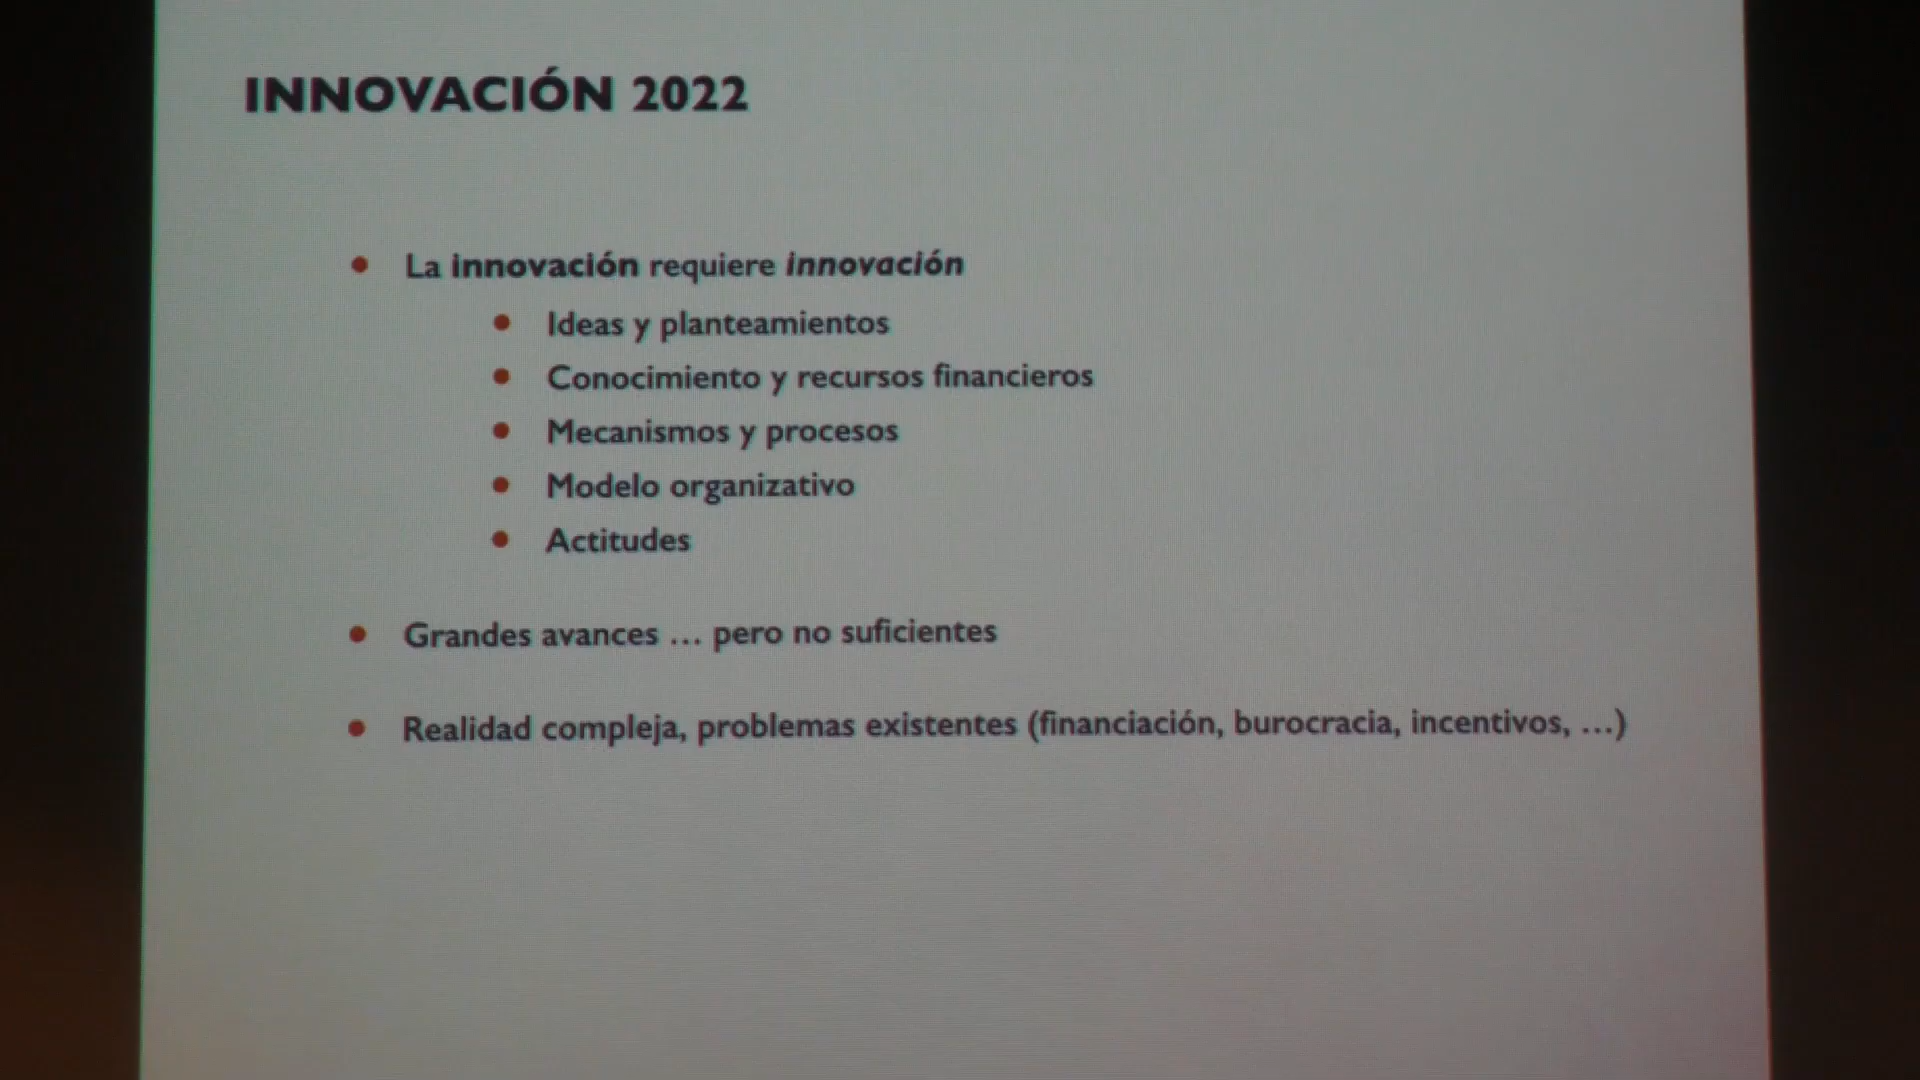 INNOVACIÓN 2022
La innovación requiere innovación
Ideas y planteamientos
Conocimiento y recursos financieros
Mecanismos y procesos
Modelo organizativo
Actitudes
Grandes avances ... pero no suficientes
Realidad compleja, problemas existentes (financiación, burocracia, incentivos, ...)